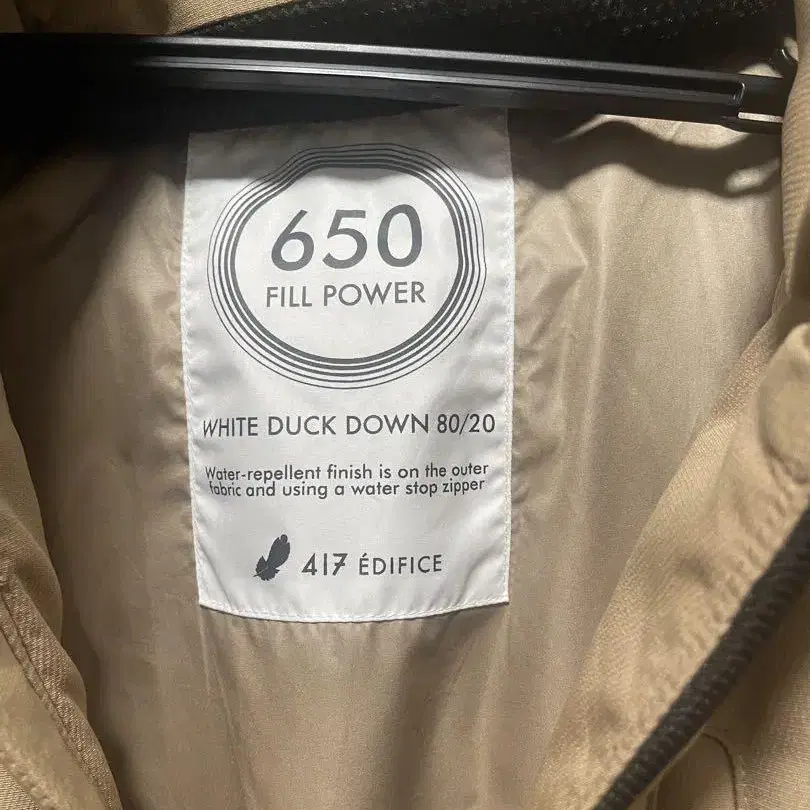 650
FILL POWER
WHITE DUCK DOWN 80/20
Water-repellent finish is on the outer
fabric and using a water stop zipper
417 ÉDIFICE